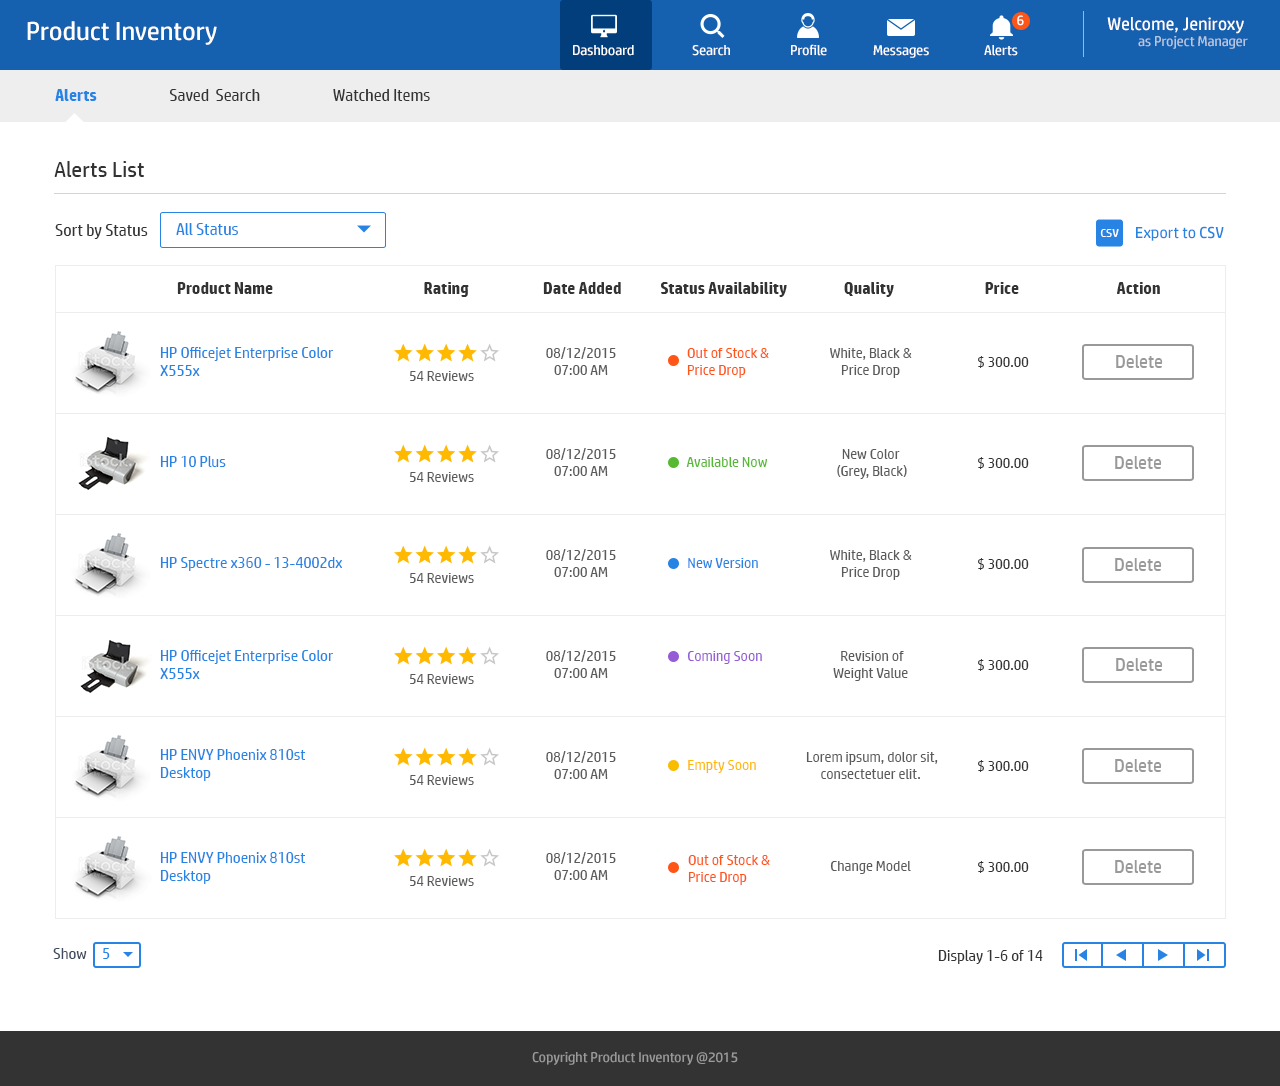 Product Inventory
Dashboard
Search
Profile
Messages
6
Alerts
Welcome, Jeniroxy
as Project Manager
Alerts
Saved Search
Watched Items
Alerts List
Sort by Status
All Status
CSV
Export to CSV
Product Name
Rating
Date Added
Status Availability
Quality
Price
Action
HP Officejet Enterprise Color
X555x
54 Reviews
08/12/2015
07:00 AM
Out of Stock &
Price Drop
White, Black &
Price Drop
$ 300.00
Delete
HP 10 Plus
54 Reviews
08/12/2015
07:00 AM
Available Now
New Color
(Grey, Black)
$ 300.00
Delete
HP Spectre x360 - 13-4002dx
54 Reviews
08/12/2015
07:00 AM
New Version
White, Black &
Price Drop
$ 300.00
Delete
HP Officejet Enterprise Color
X555x
54 Reviews
08/12/2015
07:00 AM
Coming Soon
Revision of
Weight Value
$ 300.00
Delete
HP ENVY Phoenix 810st
Desktop
54 Reviews
08/12/2015
07:00 AM
Empty Soon
Lorem ipsum, dolor sit,
consectetuer elit.
$ 300.00
Delete
HP ENVY Phoenix 810st
Desktop
54 Reviews
08/12/2015
07:00 AM
Out of Stock &
Price Drop
Change Model
$ 300.00
Delete
Show
5
Display 1-6 of 14
Copyright Product Inventory @2015